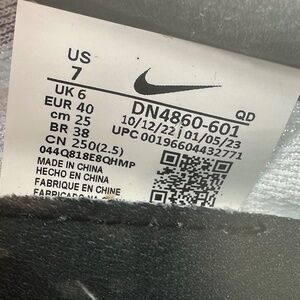 US
7
UK 6
EUR 40
cm 25
BR 38
CN 250(2.5)
044Q818E8QHMP
MADE IN CHINA
HECHO EN CHINA
FABRIQUE EN CHINE
QD
DN4860-601
10/12/22 | 01/05/23
UPC 00196604432771